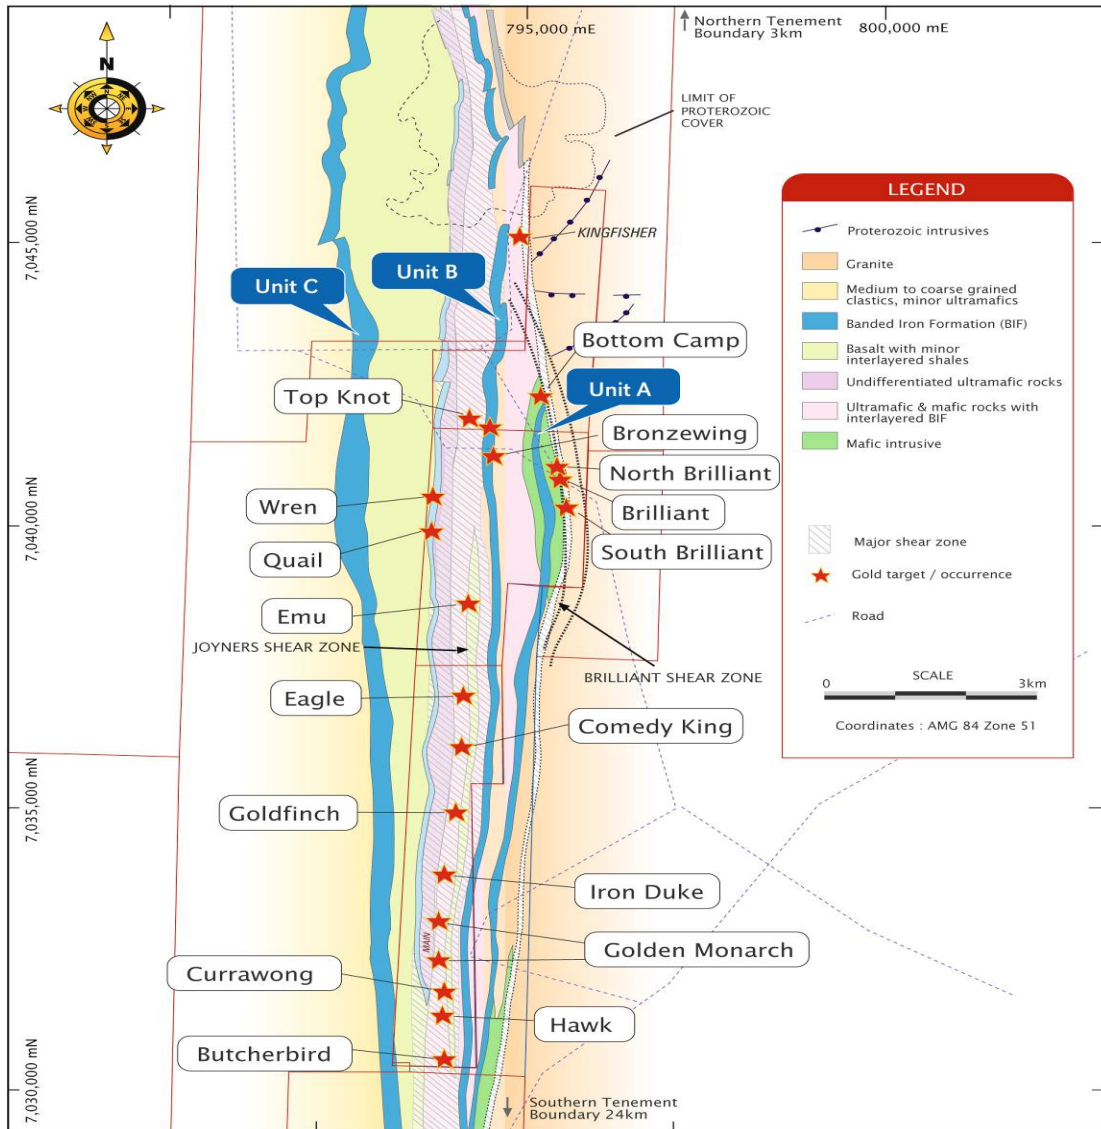 795,000 mE
800,000 mE
Northern Tenement
Boundary 3km
N
NW
NE
W
E
SW
SE
S
LIMIT OF
PROTEROZOIC
COVER
7,045,000 mN
7,040,000 mN
7,035,000 mN
7,030,000 mN
KINGFISHER
Unit C
Unit B
Unit A
Bottom Camp
Top Knot
Bronzewing
North Brilliant
Wren
Brilliant
Quail
South Brilliant
Emu
JOYNERS SHEAR ZONE
BRILLIANT SHEAR ZONE
Eagle
Comedy King
Goldfinch
Iron Duke
MAIN
Golden Monarch
Currawong
Hawk
Butcherbird
Southern Tenement
Boundary 24km
LEGEND
Proterozoic intrusives
Granite
Medium to coarse grained
clastics, minor ultramafics
Banded Iron Formation (BIF)
Basalt with minor
interlayered shales
Undifferentiated ultramafic rocks
Ultramafic & mafic rocks with
interlayered BIF
Mafic intrusive
Major shear zone
Gold target / occurrence
Road
SCALE
0
3km
Coordinates : AMG 84 Zone 51